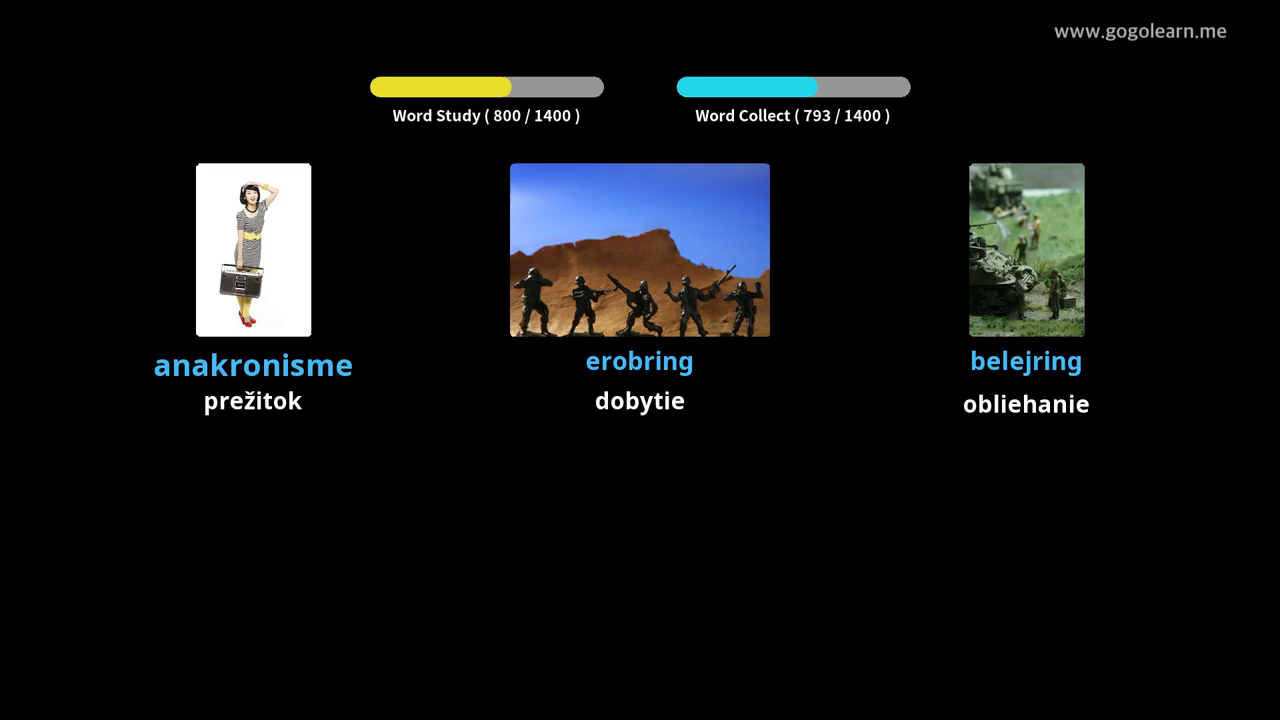 www.gogolearn.me
Word Study ( 800 / 1400 )
Word Collect ( 793 / 1400 )
anakronisme
prežitok
erobring
dobytie
belejring
obliehanie